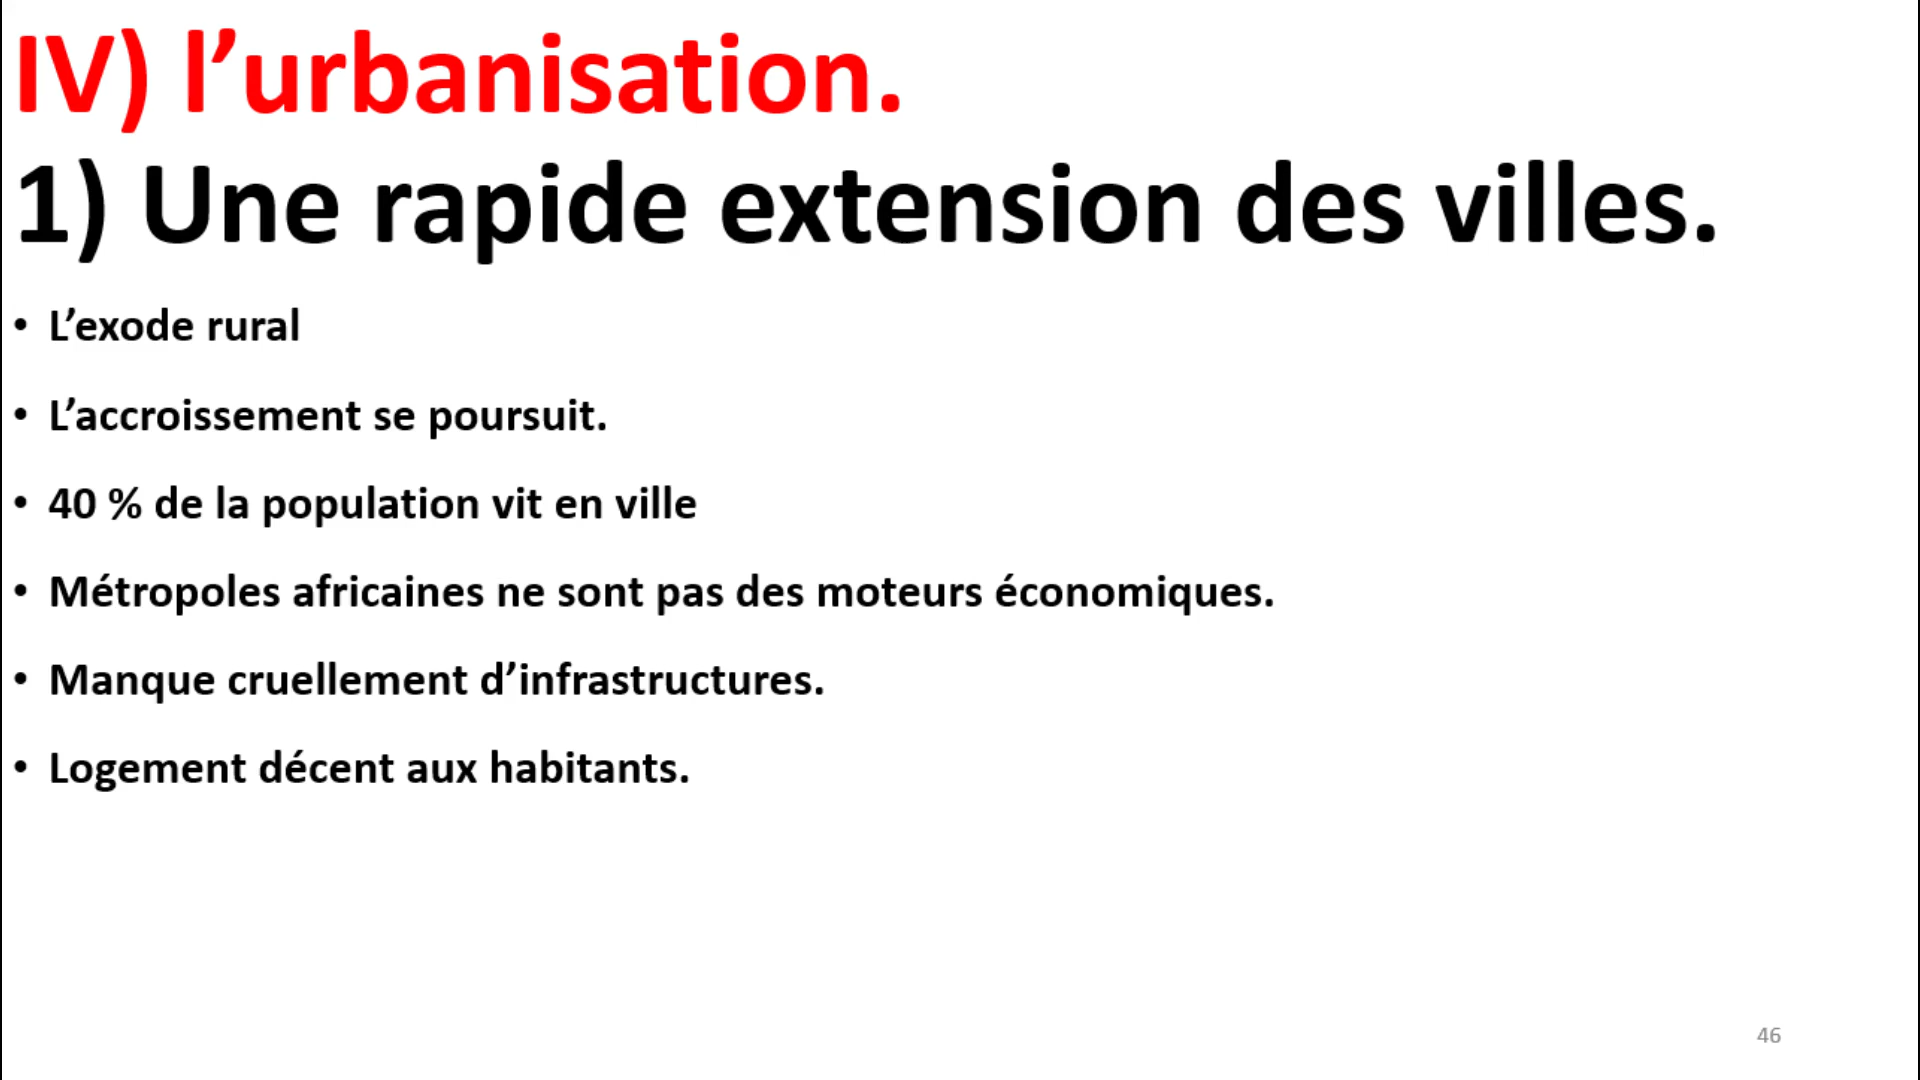 IV) l’urbanisation.
1) Une rapide extension des villes.
• L’exode rural
• L’accroissement se poursuit.
• 40 % de la population vit en ville
• Métropoles africaines ne sont pas des moteurs économiques.
• Manque cruellement d’infrastructures.
• Logement décent aux habitants.
46